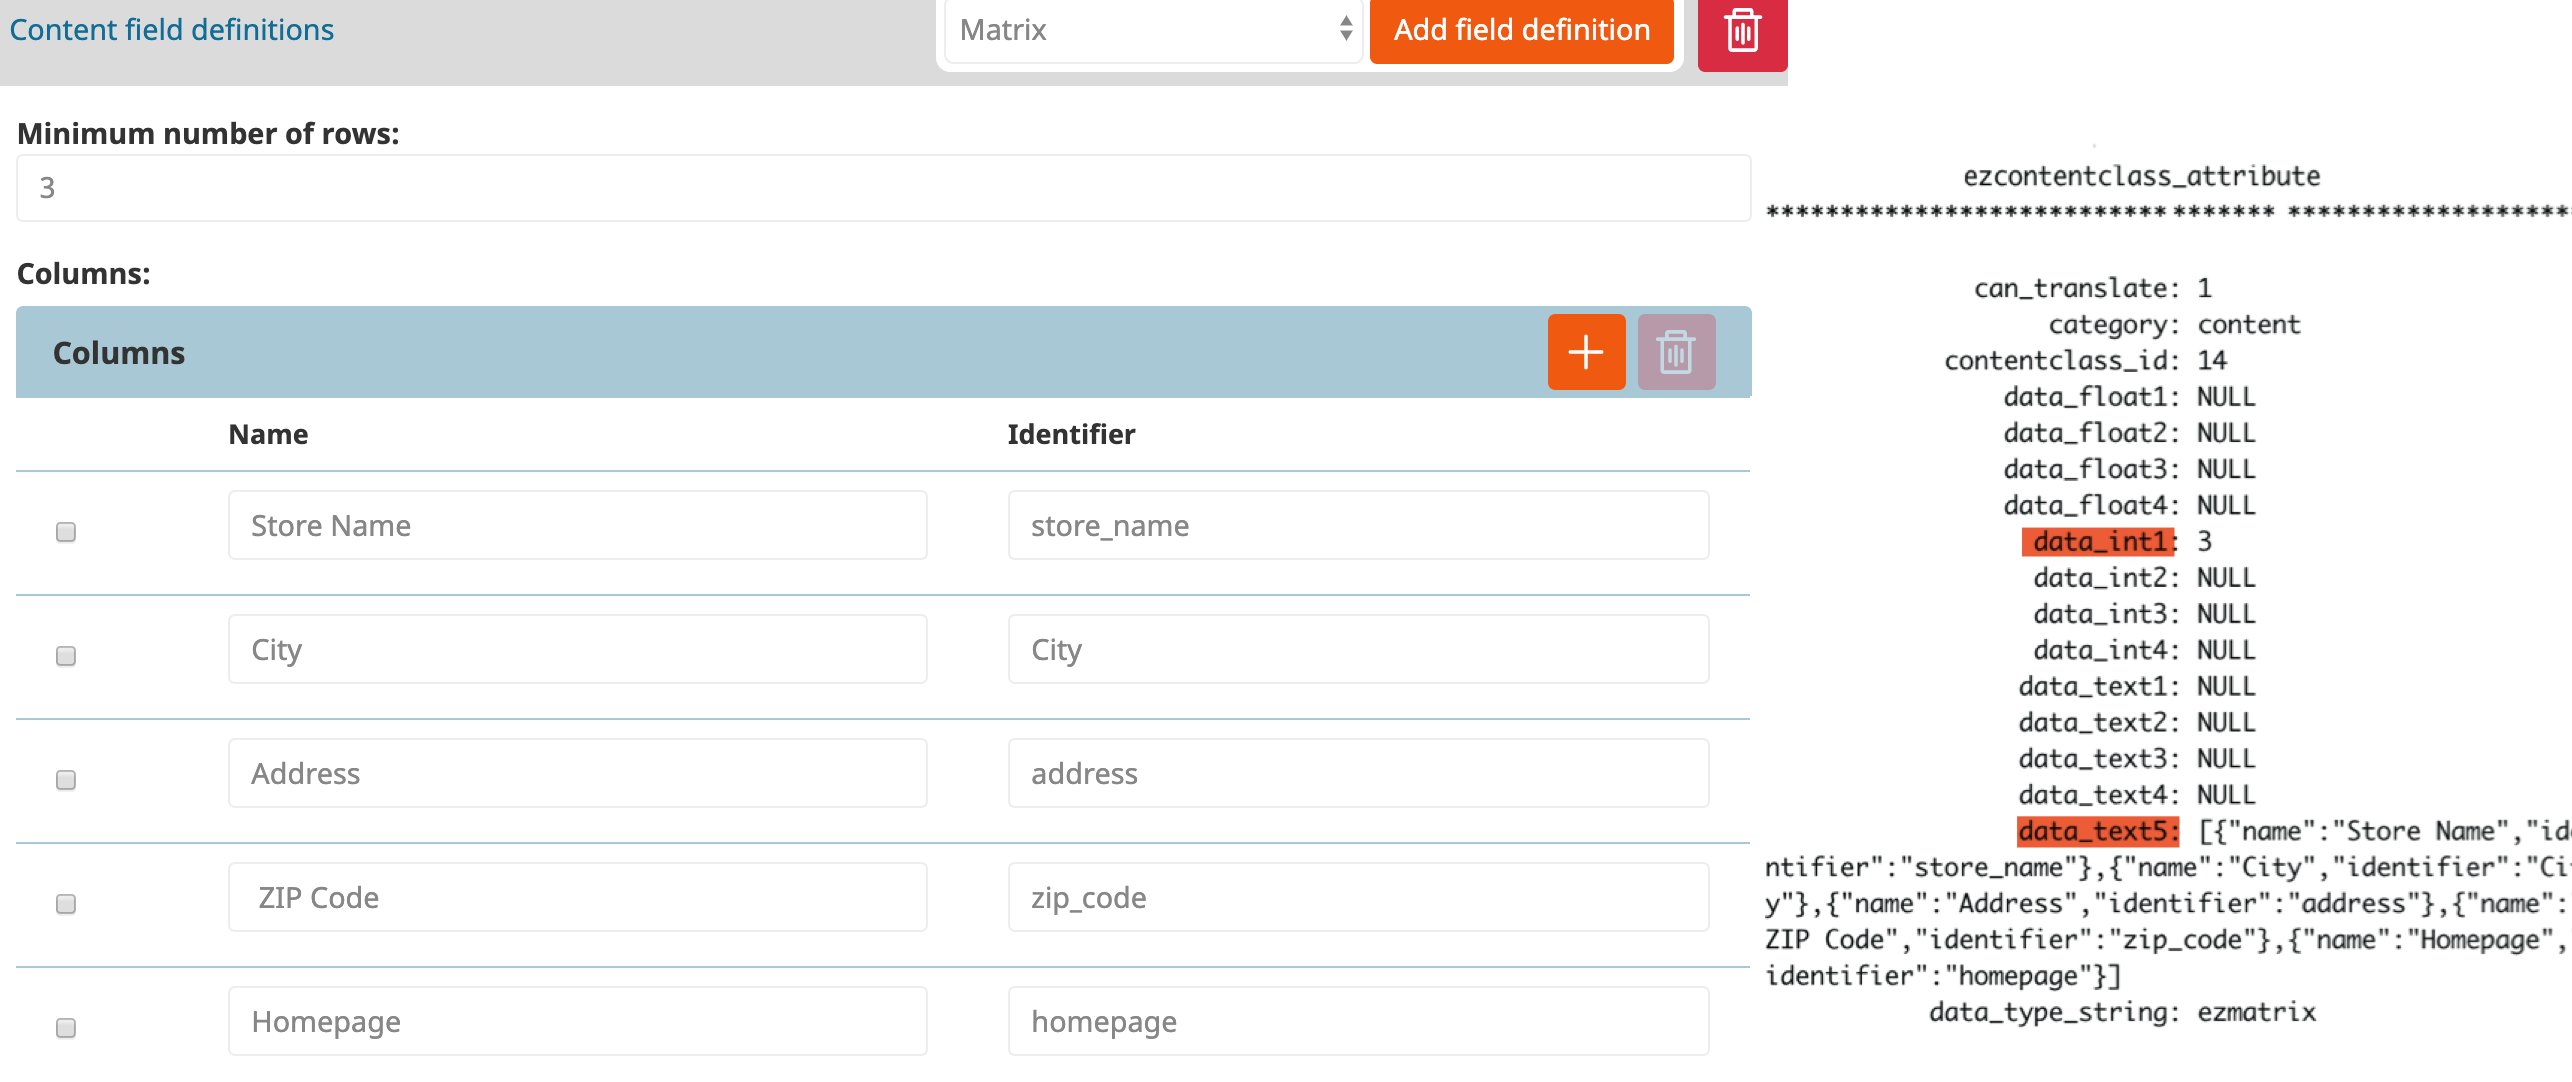 Content field definitions
Matrix
Add field definition
Minimum number of rows:
3
Columns:
Columns
Name Identifier
Store Name store_name
City City
Address address
ZIP Code zip_code
Homepage homepage
ezcontentclass_attribute
*************************** ******* *******************
can_translate: 1
category: content
contentclass_id: 14
data_float1: NULL
data_float2: NULL
data_float3: NULL
data_float4: NULL
data_int1: 3
data_int2: NULL
data_int3: NULL
data_int4: NULL
data_text1: NULL
data_text2: NULL
data_text3: NULL
data_text4: NULL
data_text5: [{"name":"Store Name","id
ntifier":"store_name"},{"name":"City","identifier":"Ci
y"},{"name":"Address","identifier":"address"},{"name":
ZIP Code","identifier":"zip_code"},{"name":"Homepage",
identifier":"homepage"}]
data_type_string: ezmatrix